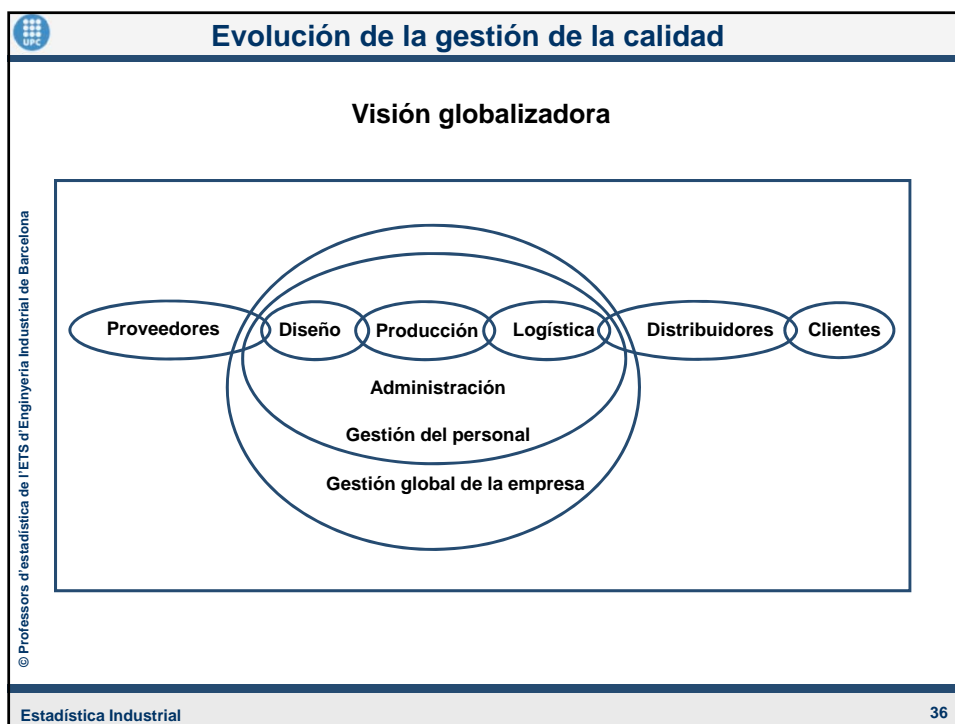 UPC
Evolución de la gestión de la calidad
Visión globalizadora
Proveedores
Diseño
Producción
Logística
Distribuidores
Clientes
Administración
Gestión del personal
Gestión global de la empresa
© Professors d'estadística de l'ETS d'Enginyeria Industrial de Barcelona
Estadística Industrial
36